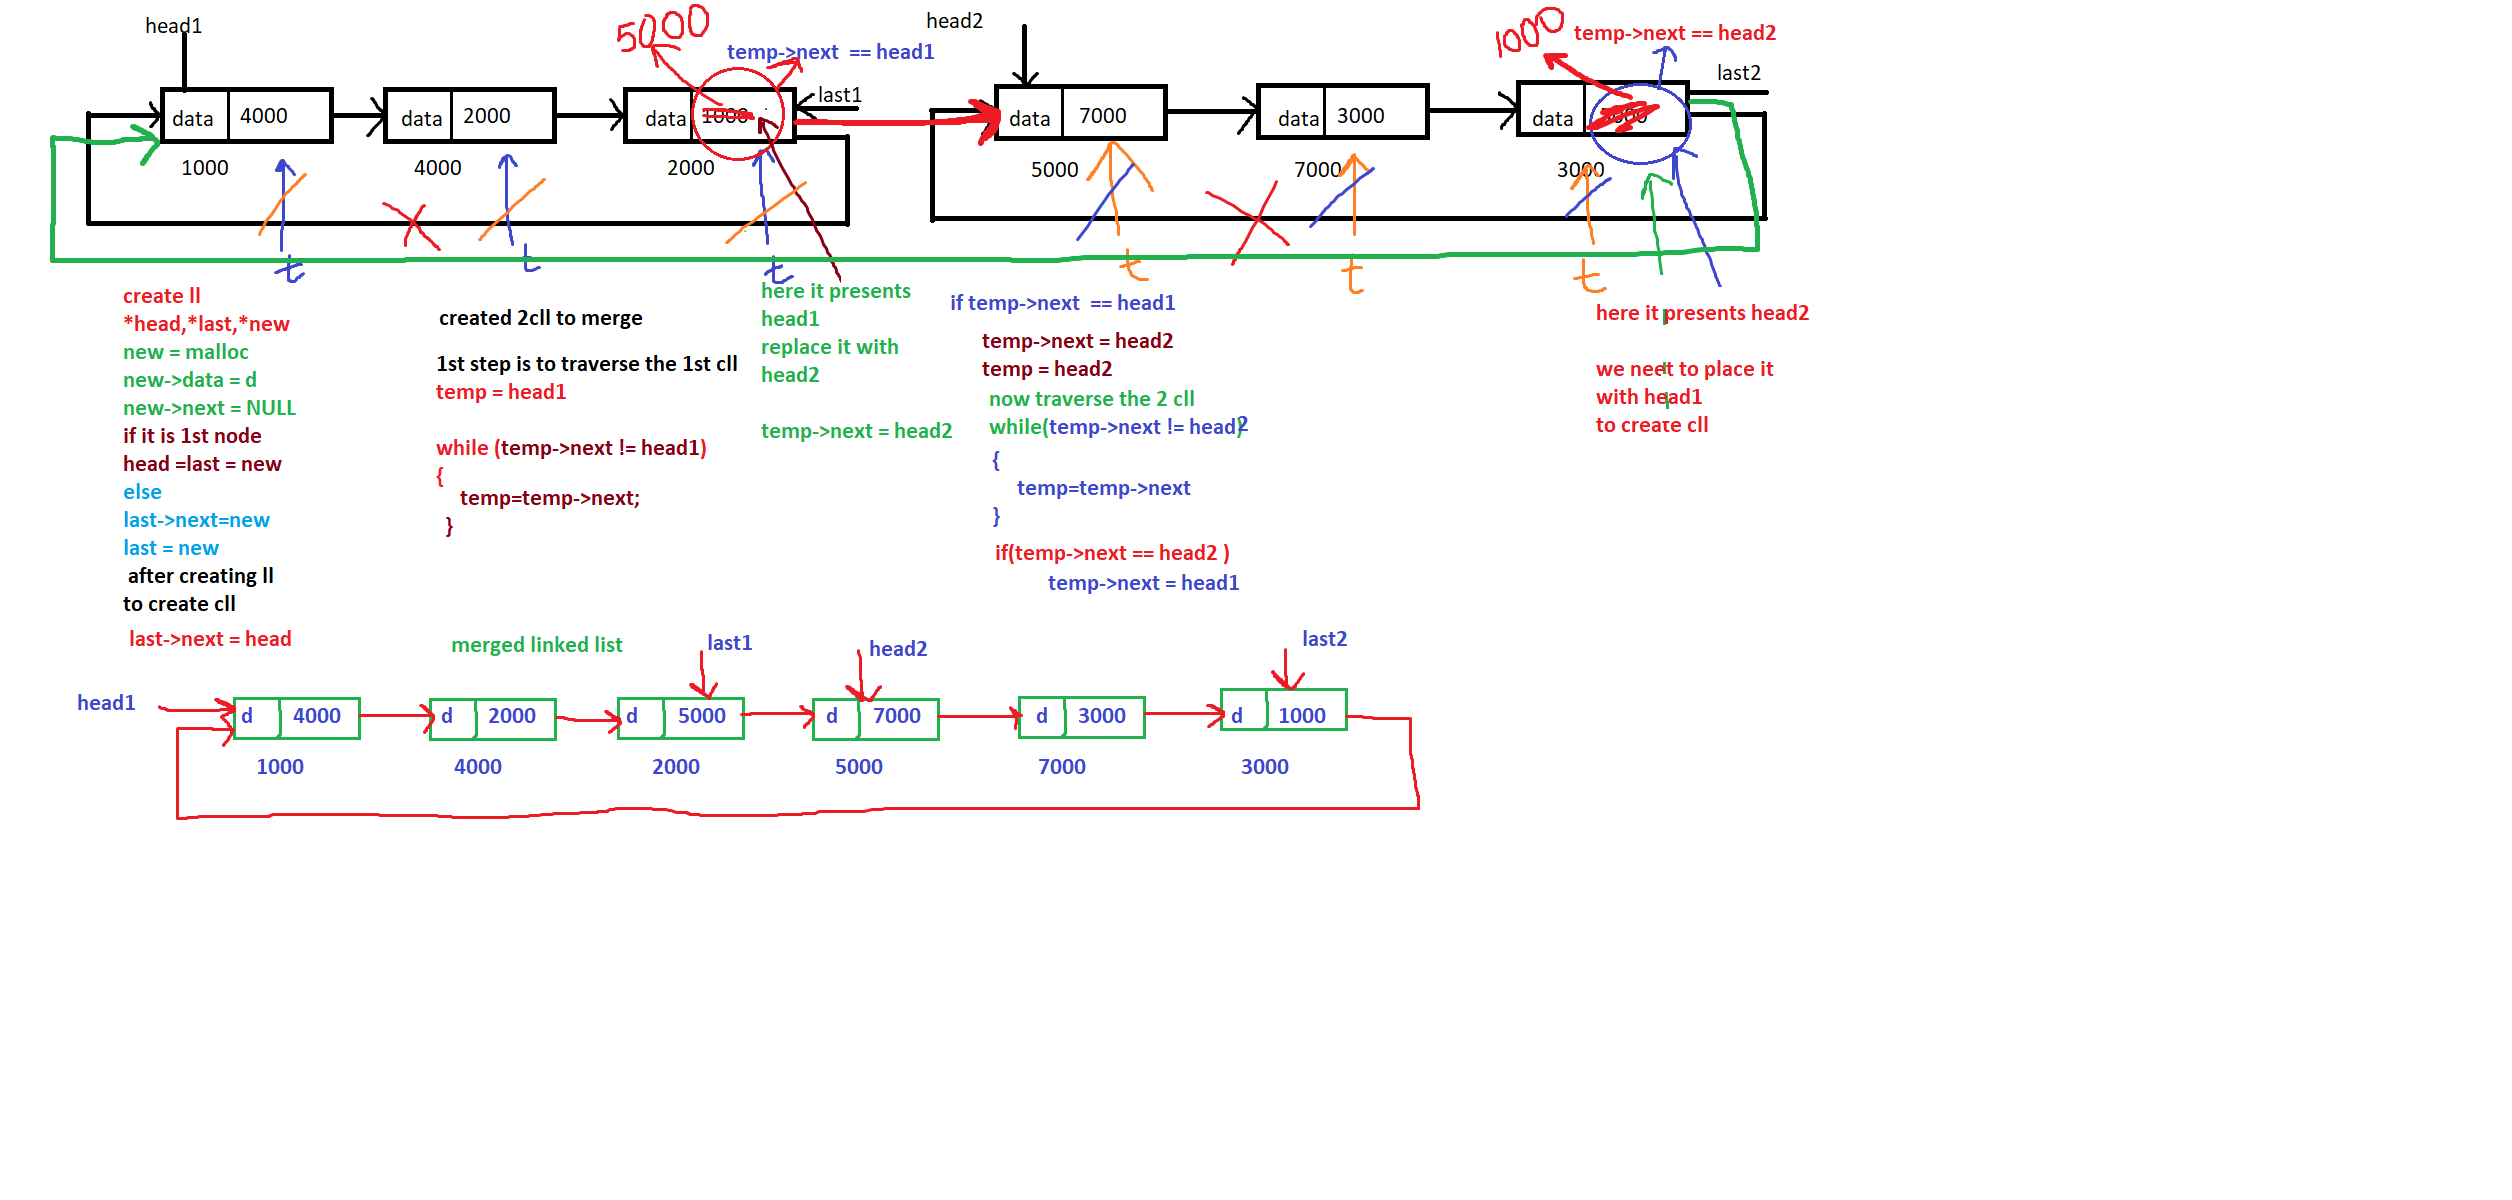 head1
5000
temp->next == head1
last1
head2
1000
temp->next == head2
last2
data 4000
data 2000
data 1000
data 7000
data 3000
data
1000
4000
2000
5000
7000
3000
t
t
t
t
t
t
create ll
*head,*last,*new
new = malloc
new->data = d
new->next = NULL
if it is 1st node
head =last = new
else
last->next=new
last = new
after creating ll
to create cll
last->next = head
created 2cll to merge
1st step is to traverse the 1st cll
temp = head1
while (temp->next != head1)
{
temp=temp->next;
}
here it presents
head1
replace it with
head2
temp->next = head2
if temp->next == head1
temp->next = head2
temp = head2
now traverse the 2 cll
while(temp->next != head2)
{
temp=temp->next
}
if(temp->next == head2 )
temp->next = head1
here it presents head2
we neet to place it
with head1
to create cll
merged linked list
last1
head2
last2
head1
d 4000
d 2000
d 5000
d 7000
d 3000
d 1000
1000
4000
2000
5000
7000
3000